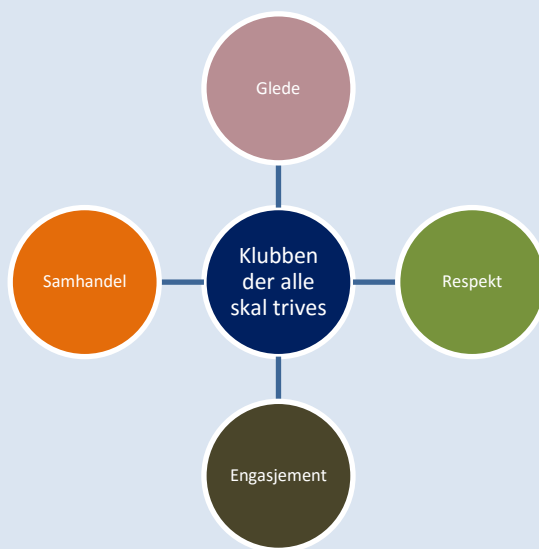 Glede
Samhandel
Klubben
der alle
skal trives
Respekt
Engasjement